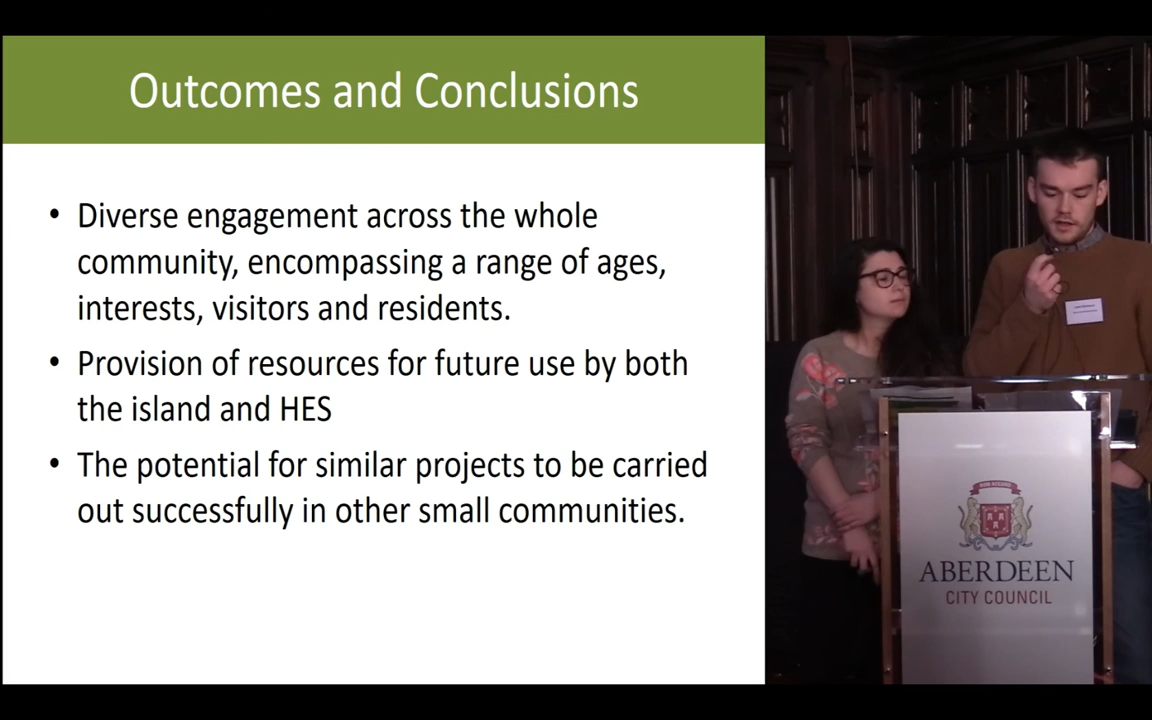 Outcomes and Conclusions
• Diverse engagement across the whole
community, encompassing a range of ages,
interests, visitors and residents.
• Provision of resources for future use by both
the island and HES
• The potential for similar projects to be carried
out successfully in other small communities.
ABERDEEN
CITY COUNCIL